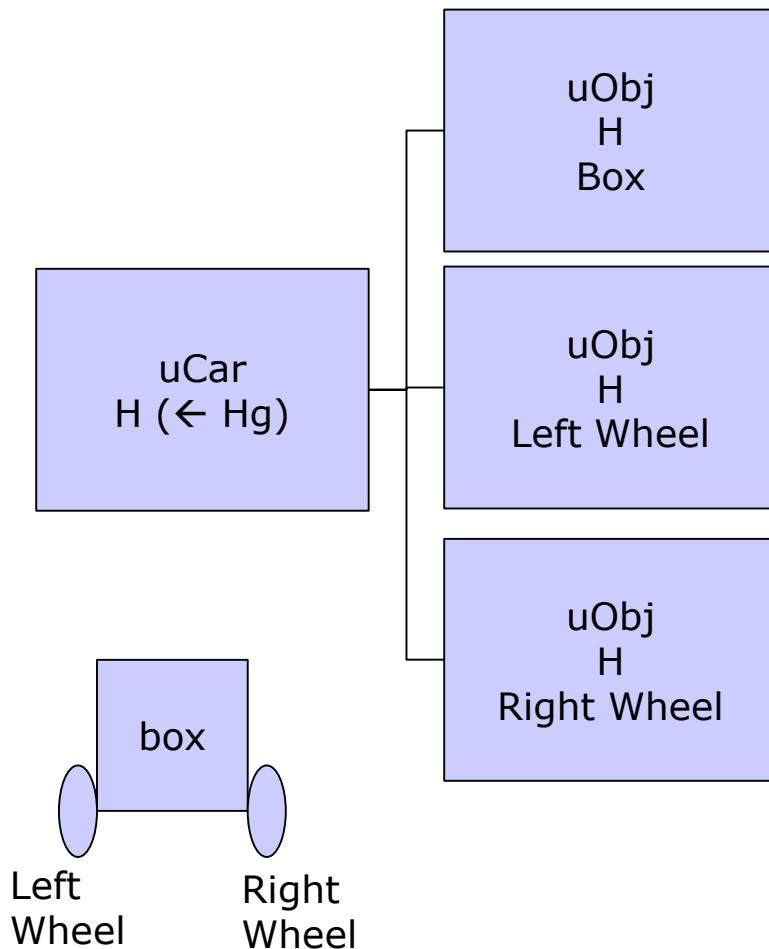 uObj
H
Box
uCar
H (← Hg)
uObj
H
Left Wheel
uObj
H
Right Wheel
box
Left
Wheel
Right
Wheel